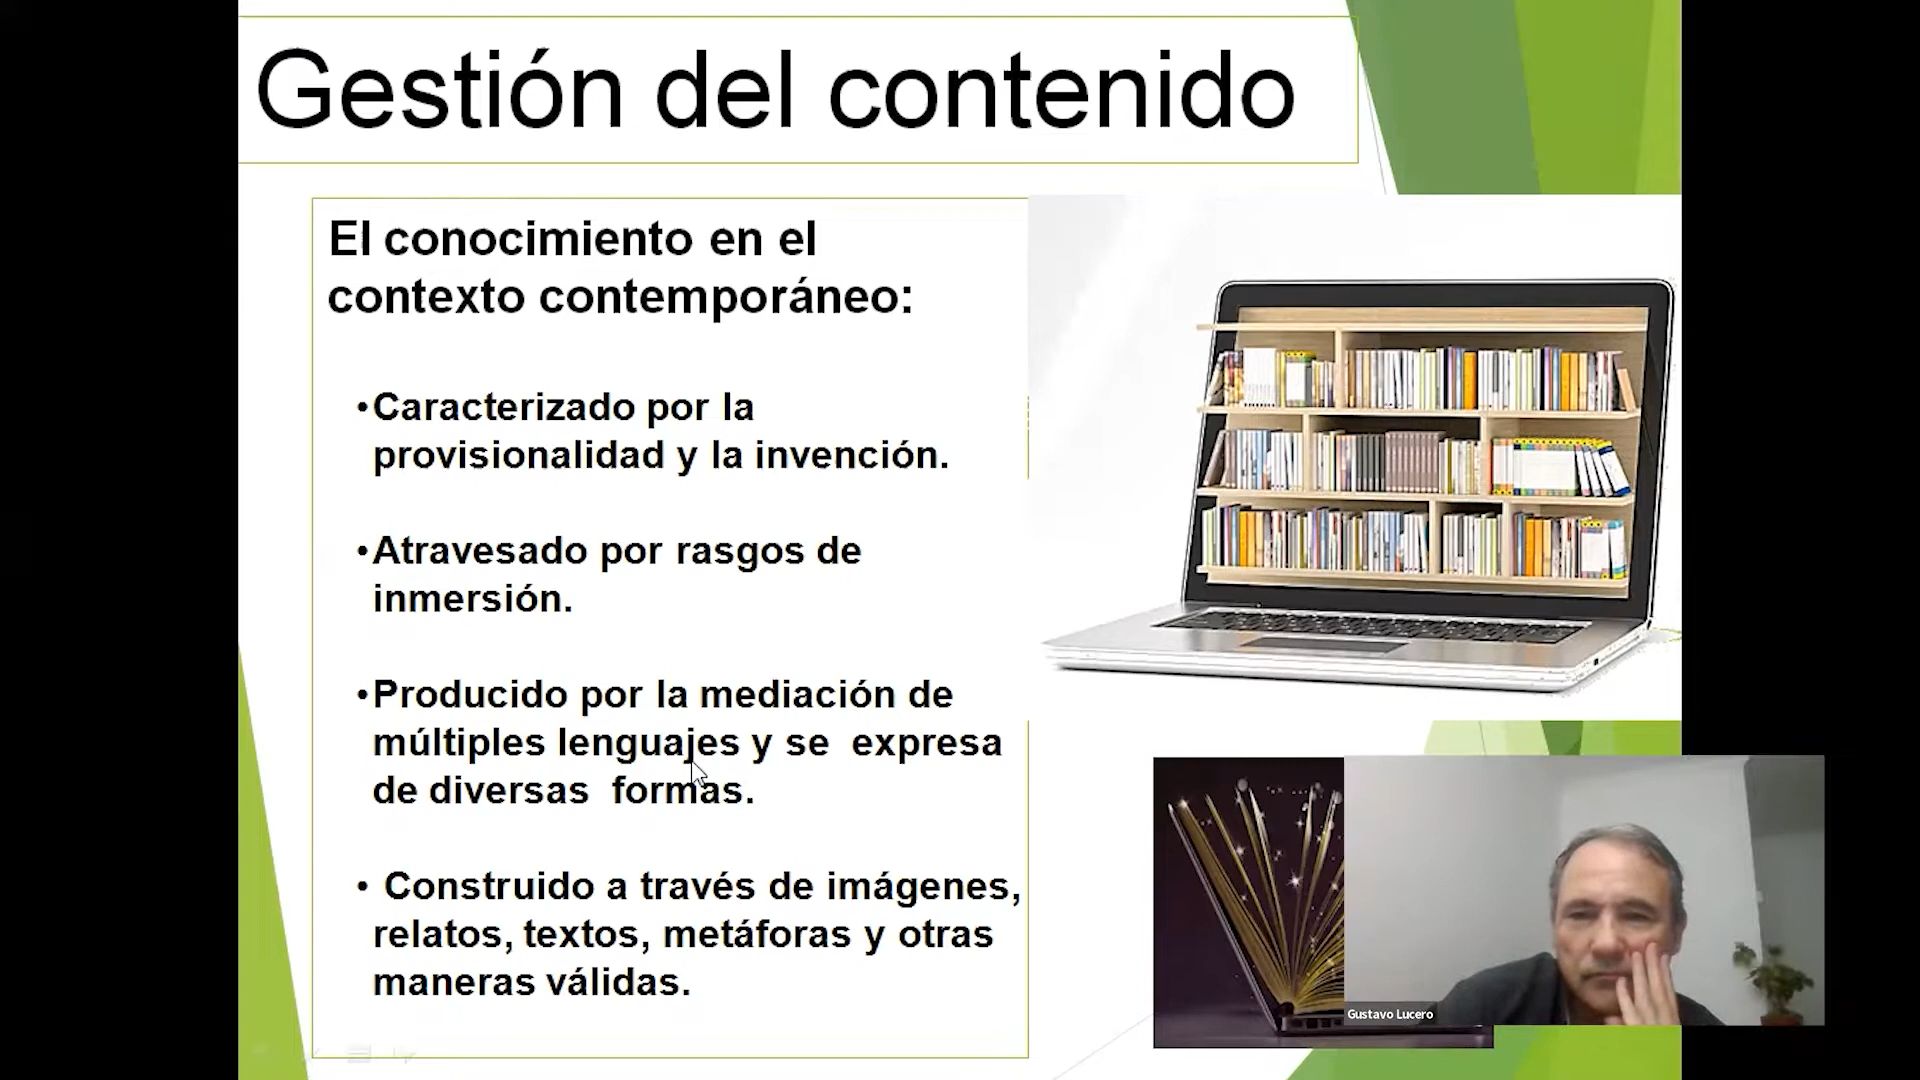 Gestión del contenido
El conocimiento en el
contexto contemporáneo:
•Caracterizado por la
provisionalidad y la invención.
•Atravesado por rasgos de
inmersión.
•Producido por la mediación de
múltiples lenguajes y se expresa
de diversas formas.
• Construido a través de imágenes,
relatos, textos, metáforas y otras
maneras válidas.
Gustavo Lucero